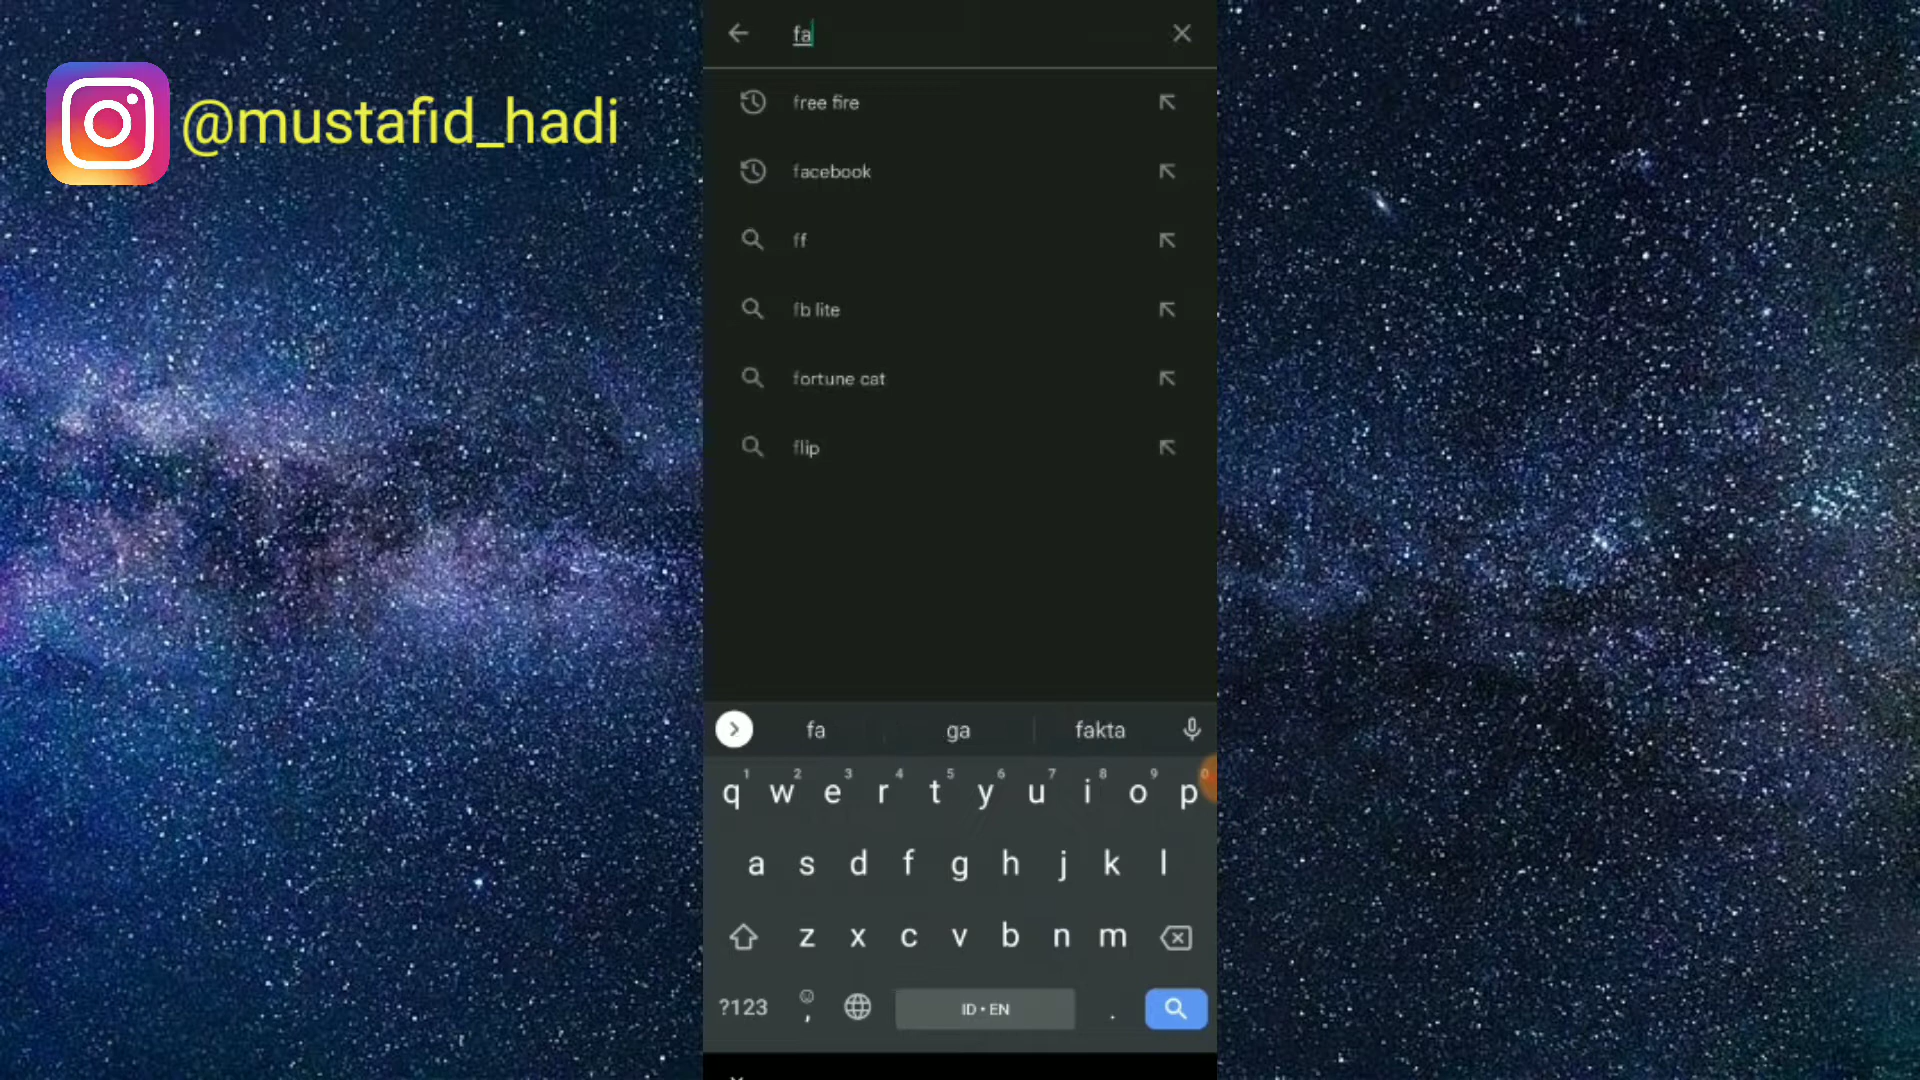 @mustafid_hadi
fa
free fire
facebook
ff
fb lite
fortune cat
flip
fa ga fakta
1 2 3 4 5 6 7 8 9 0
q w e r t y u i o p
a s d f g h j k l
z x c v b n m
?123 , ID • EN .